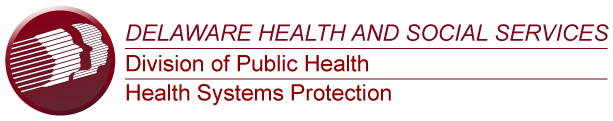 DELAWARE HEALTH AND SOCIAL SERVICES
Division of Public Health
Health Systems Protection